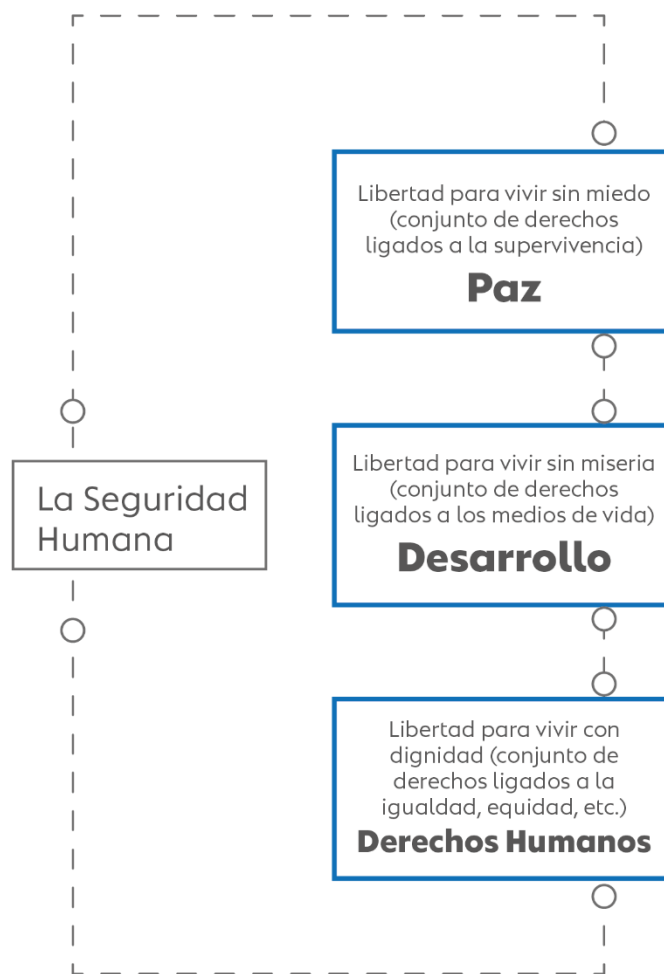 Libertad para vivir sin miedo
(conjunto de derechos
ligados a la supervivencia)
Paz
La Seguridad
Humana
Libertad para vivir sin miseria
(conjunto de derechos
ligados a los medios de vida)
Desarrollo
Libertad para vivir con
dignidad (conjunto de
derechos ligados a la
igualdad, equidad, etc.)
Derechos Humanos